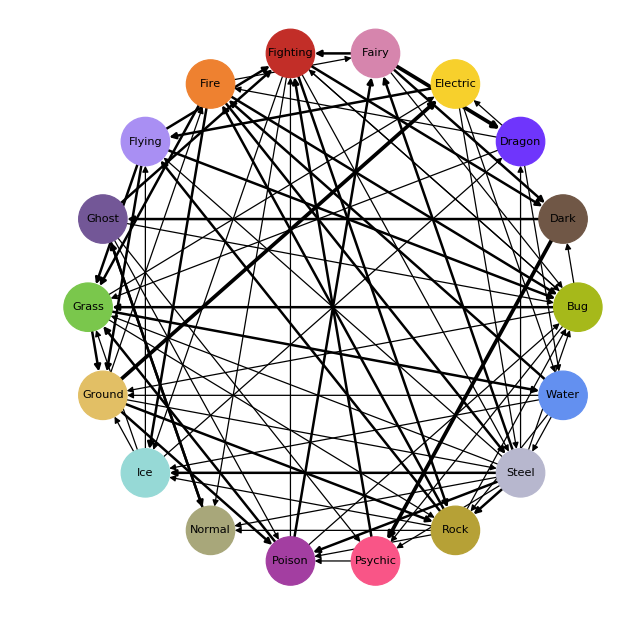 Fighting
Fairy
Fire
Electric
Flying
Dragon
Ghost
Dark
Grass
Bug
Ground
Water
Ice
Steel
Normal
Rock
Poison
Psychic